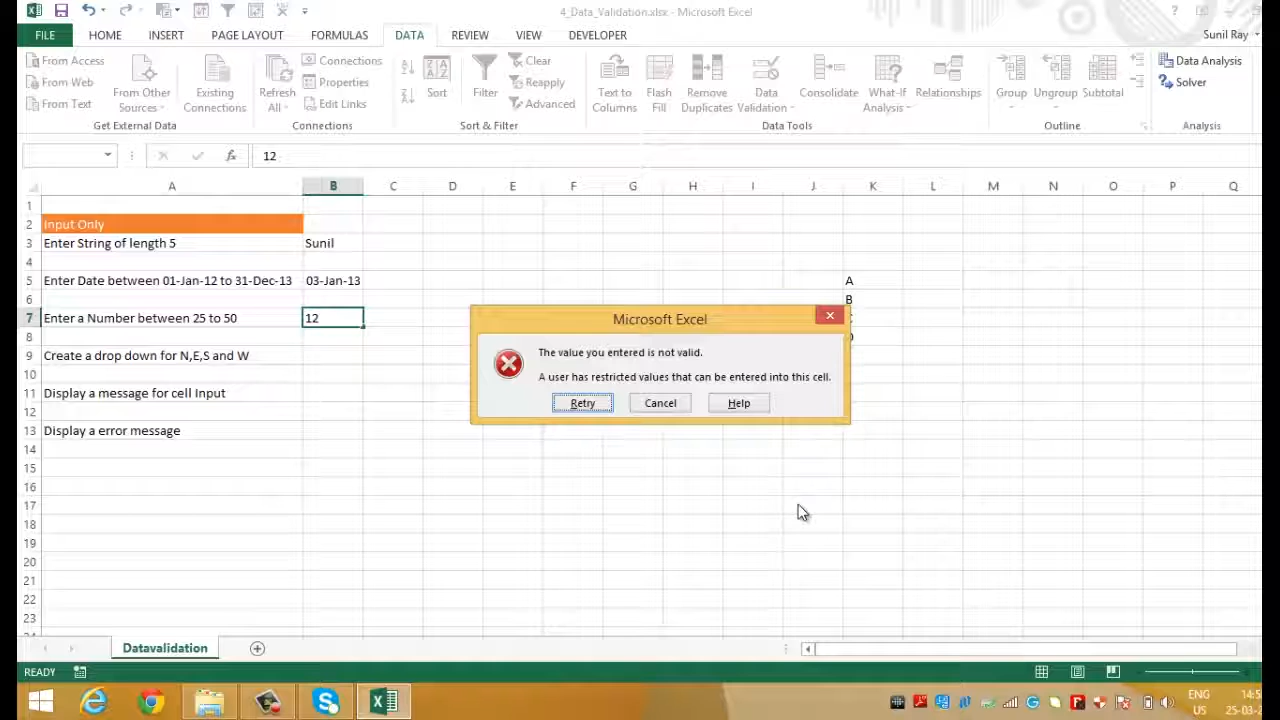 4_Data_Validation.xlsx - Microsoft Excel
FILE HOME INSERT PAGE LAYOUT FORMULAS DATA REVIEW VIEW DEVELOPER Sunil Ray
From Access
From Web
From Text
From Other Sources
Existing Connections
Get External Data
Refresh All
Connections
Properties
Edit Links
Connections
Sort
Filter
Clear
Reapply
Advanced
Sort & Filter
Text to Columns
Flash Fill
Remove Duplicates
Data Validation
Consolidate
What-If Analysis
Relationships
Data Tools
Group
Ungroup
Subtotal
Outline
Data Analysis
Solver
Analysis
fx 12
A B C D E F G H I J K L M N O P Q
1
2 Input Only
3 Enter String of length 5 Sunil
4
5 Enter Date between 01-Jan-12 to 31-Dec-13 03-Jan-13 A
6 B
7 Enter a Number between 25 to 50 12
8
9 Create a drop down for N,E,S and W
10
11 Display a message for cell Input
12
13 Display a error message
14
15
16
17
18
19
20
21
22
23
Microsoft Excel
The value you entered is not valid.
A user has restricted values that can be entered into this cell.
Retry Cancel Help
Datavalidation
READY
ENG
US
14:5
25-03-2